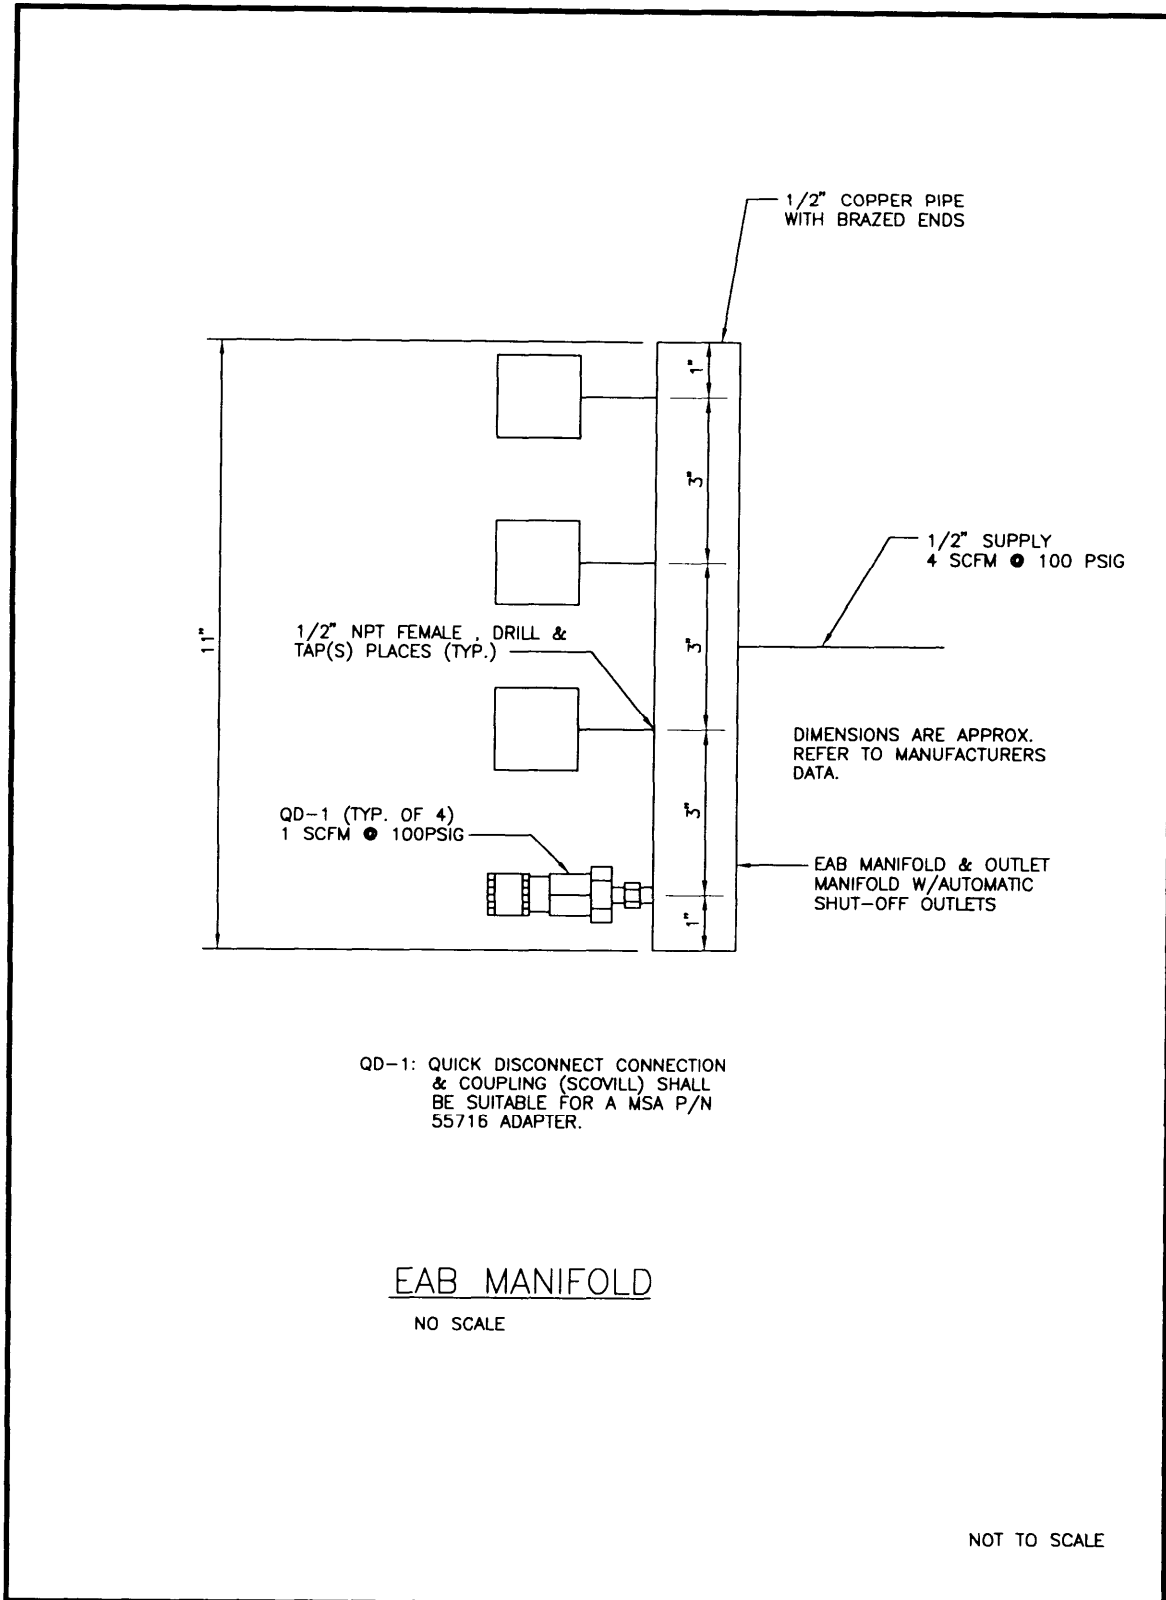 1/2" COPPER PIPE
WITH BRAZED ENDS
1"
3"
1/2" SUPPLY
4 SCFM @ 100 PSIG
11"
1/2" NPT FEMALE , DRILL &
TAP(S) PLACES (TYP.)
3"
DIMENSIONS ARE APPROX.
REFER TO MANUFACTURERS
DATA.
3"
QD-1 (TYP. OF 4)
1 SCFM @ 100PSIG
EAB MANIFOLD & OUTLET
MANIFOLD W/AUTOMATIC
SHUT-OFF OUTLETS
1"
QD-1: QUICK DISCONNECT CONNECTION
& COUPLING (SCOVILL) SHALL
BE SUITABLE FOR A MSA P/N
55716 ADAPTER.
EAB MANIFOLD
NO SCALE
NOT TO SCALE